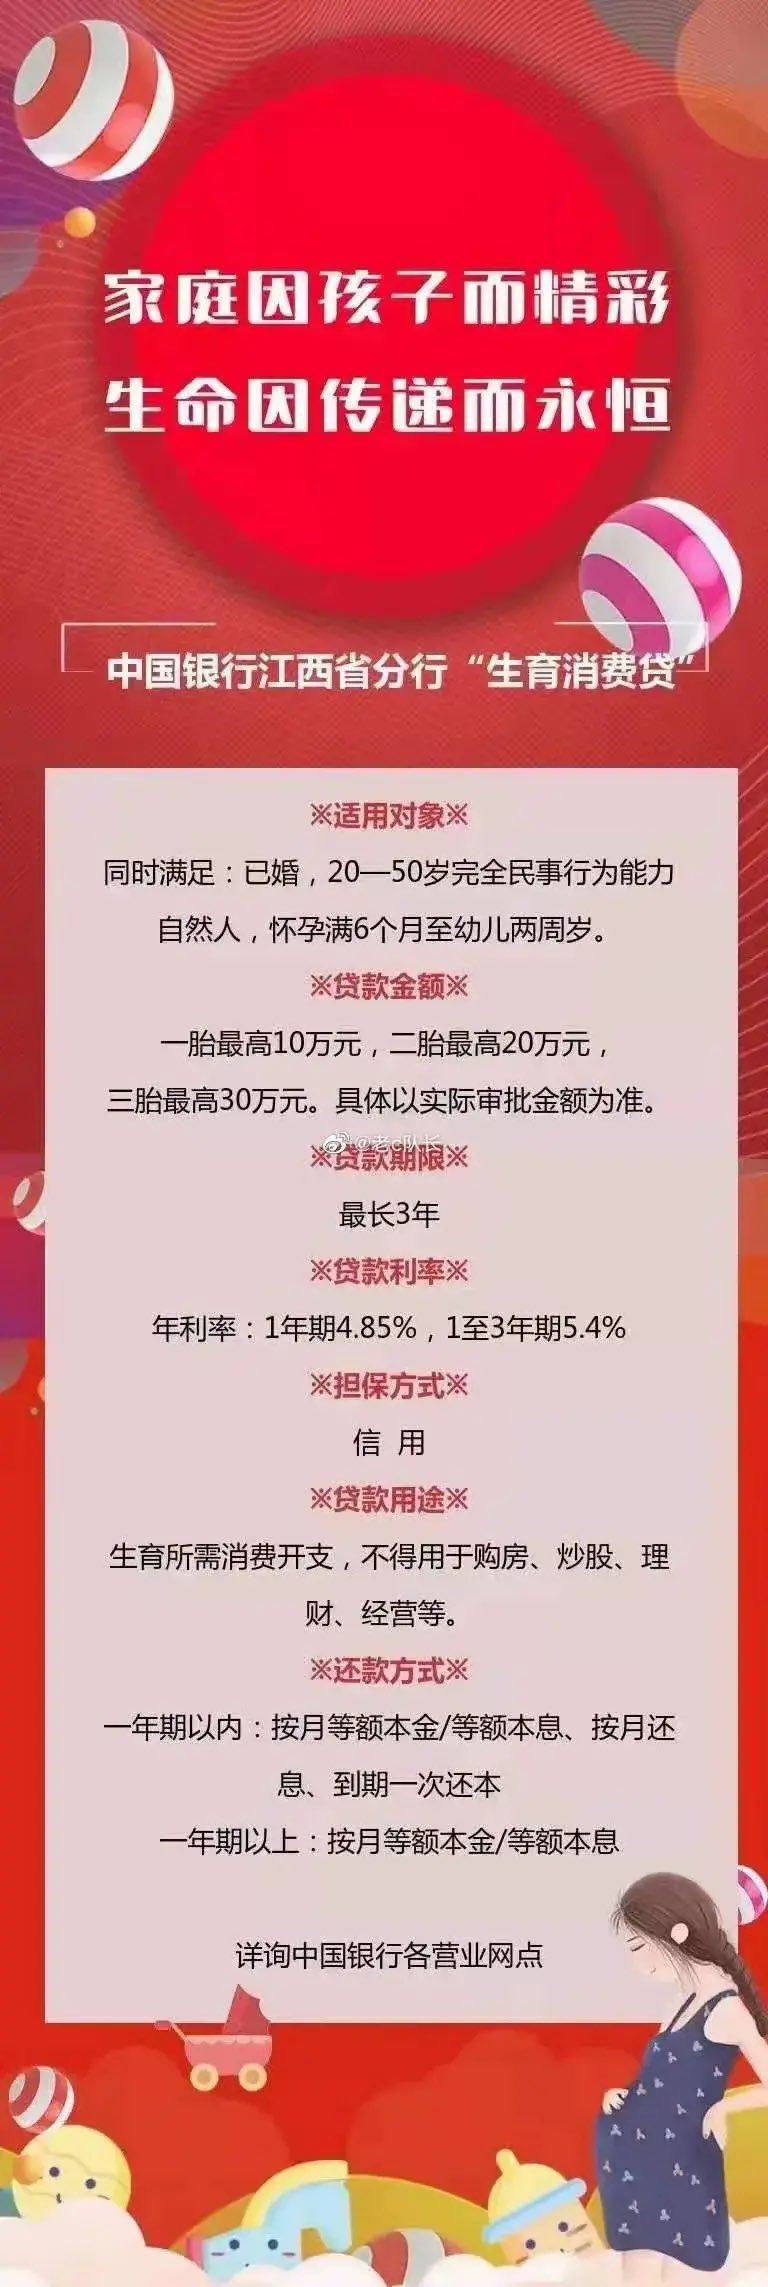 家庭因孩子而精彩
生命因传递而永恒
中国银行江西省分行“生育消费贷”
※适用对象※
同时满足：已婚，20—50岁完全民事行为能力
自然人，怀孕满6个月至幼儿两周岁。
※贷款金额※
一胎最高10万元，二胎最高20万元，
三胎最高30万元。具体以实际审批金额为准。
@老c队长
※贷款期限※
最长3年
※贷款利率※
年利率：1年期4.85%，1至3年期5.4%
※担保方式※
信 用
※贷款用途※
生育所需消费开支，不得用于购房、炒股、理
财、经营等。
※还款方式※
一年期以内：按月等额本金/等额本息、按月还
息、到期一次还本
一年期以上：按月等额本金/等额本息
详询中国银行各营业网点